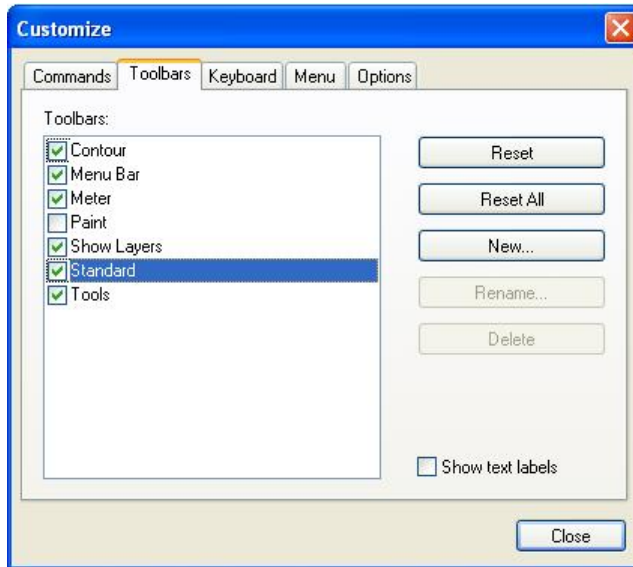 Customize
Commands Toolbars Keyboard Menu Options
Toolbars:
Contour
Menu Bar
Meter
Paint
Show Layers
Standard
Tools
Reset
Reset All
New...
Rename...
Delete
Show text labels
Close